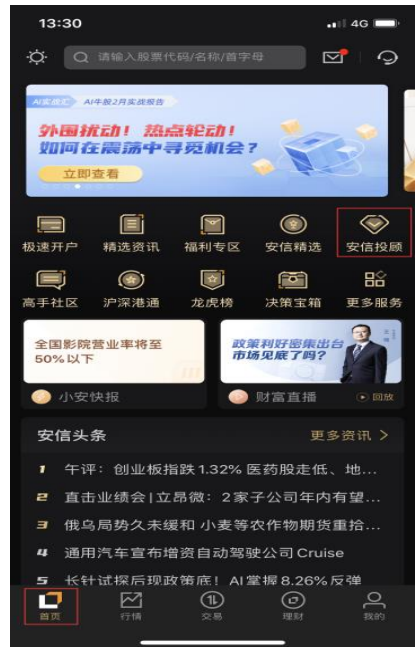 13:30
4G
请输入股票代码/名称/首字母
AI实战汇 AI牛股2月实战报告
外围扰动！热点轮动！
如何在震荡中寻觅机会？
立即查看
极速开户 精选资讯 福利专区 安信精选 安信投顾
高手社区 沪深港通 龙虎榜 决策宝箱 更多服务
全国影院营业率将至
50%以下
政策利好密集出台
市场见底了吗？
小安快报
财富直播
回放
安信头条
更多资讯 >
1 午评：创业板指跌1.32% 医药股走低、地...
2 直击业绩会|立昂微：2家子公司年内有望...
3 俄乌局势久未缓和 小麦等农作物期货重拾...
4 通用汽车宣布增资自动驾驶公司Cruise
5 长针试探后现政策底！AI掌握8.26%反弹
首页 行情 交易 理财 我的